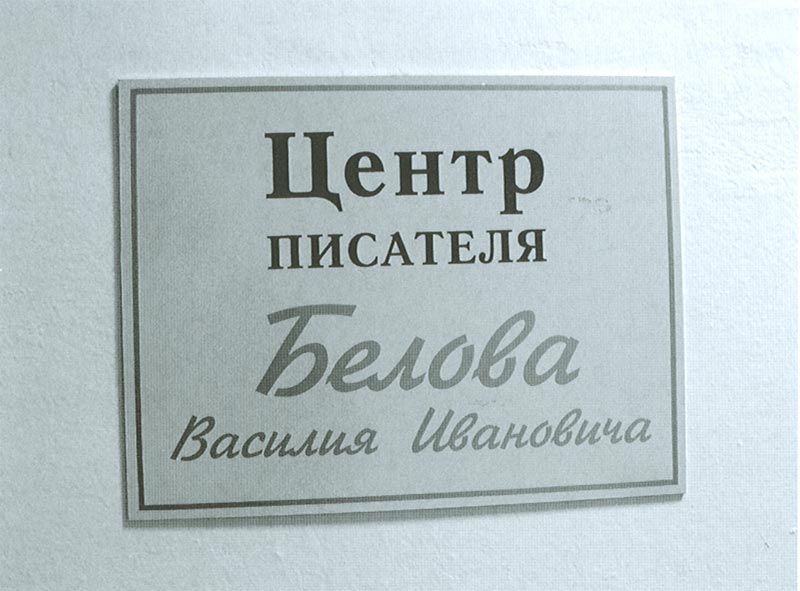 Центр
ПИСАТЕЛЯ
Белова
Василия Ивановича